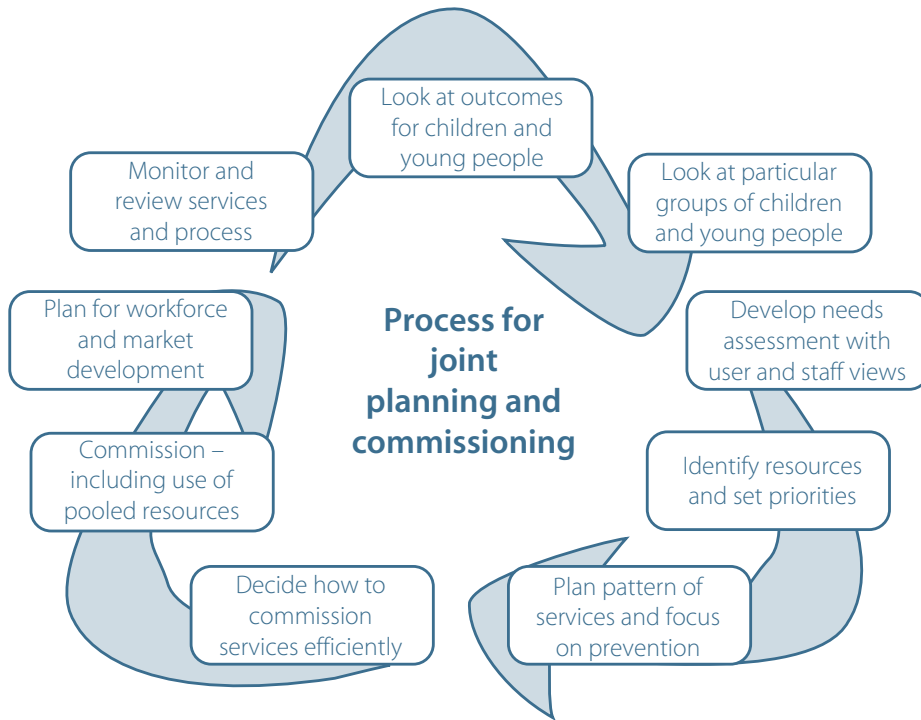 Look at outcomes
for children and
young people
Look at particular
groups of children
and young people
Develop needs
assessment with
user and staff views
Identify resources
and set priorities
Plan pattern of
services and focus
on prevention
Decide how to
commission
services efficiently
Commission –
including use of
pooled resources
Plan for workforce
and market
development
Monitor and
review services
and process
Process for
joint
planning and
commissioning